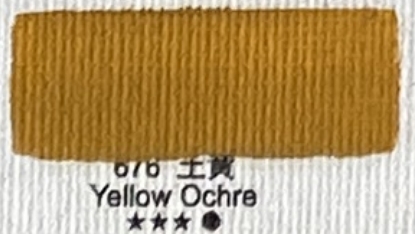 676 土黄
Yellow Ochre
★★★ ●